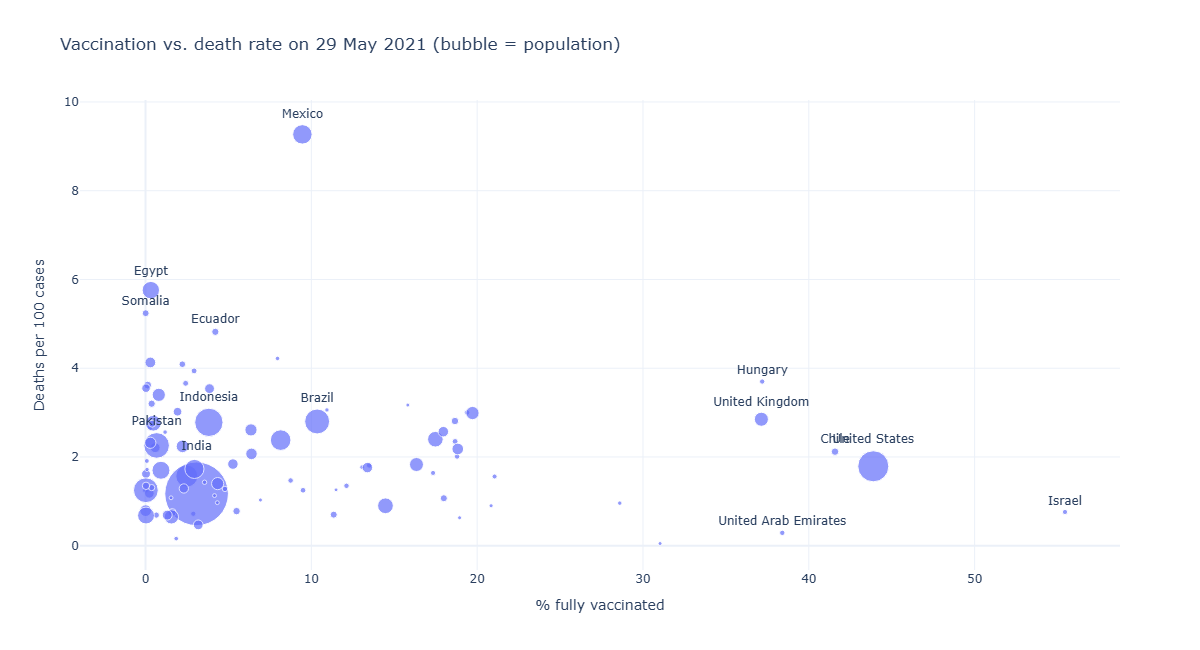 Vaccination vs. death rate on 29 May 2021 (bubble = population)
10
8
6
4
2
0
Deaths per 100 cases
Mexico
Egypt
Somalia
Ecuador
Hungary
Indonesia
Brazil
United Kingdom
Pakistan
India
Chile
United States
Israel
United Arab Emirates
0
10
20
30
40
50
% fully vaccinated